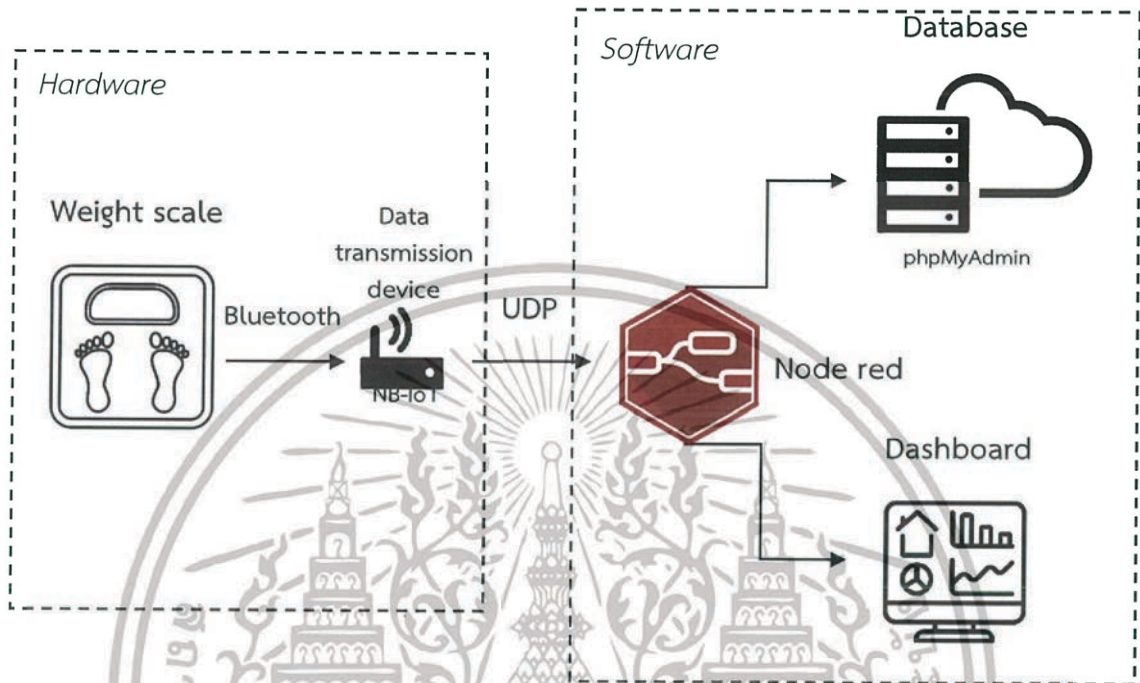 Hardware
Weight scale
Bluetooth
Data
transmission
device
NB-IoT
UDP
Software
Database
phpMyAdmin
Node red
Dashboard